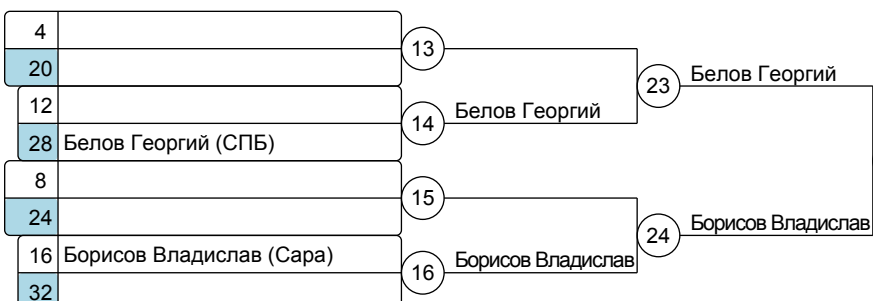 4
13
20
23 Белов Георгий
12
14 Белов Георгий
28 Белов Георгий (СПБ)
8
15
24
24 Борисов Владислав
16 Борисов Владислав (Сара)
16 Борисов Владислав
32